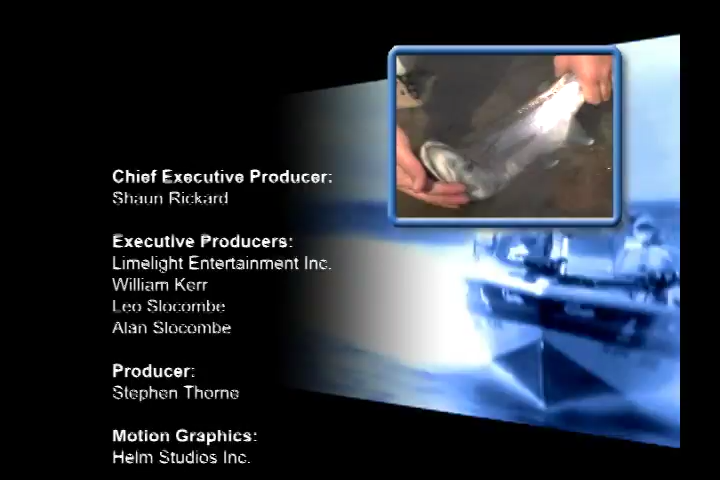 Chief Executive Producer:
Shaun Rickard
Executive Producers:
Limelight Entertainment Inc.
William Kerr
Leo Slocombe
Alan Slocombe
Producer:
Stephen Thorne
Motion Graphics:
Helm Studios Inc.